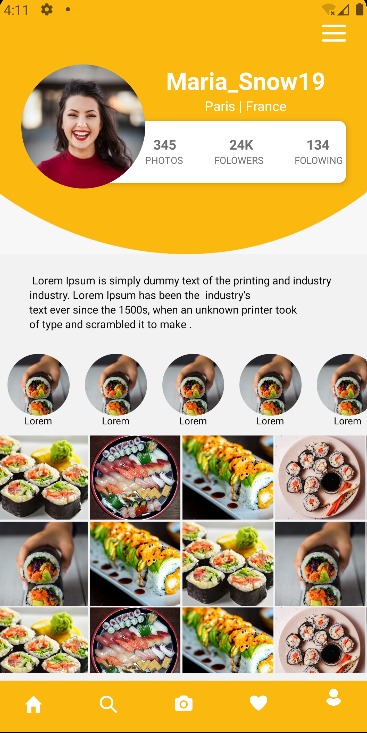 4:11
Maria_Snow19
Paris | France
345 24K 134
PHOTOS FOLOWERS FOLOWING
Lorem Ipsum is simply dummy text of the printing and industry
industry. Lorem Ipsum has been the industry's
text ever since the 1500s, when an unknown printer took
of type and scrambled it to make .
Lorem Lorem Lorem Lorem Lorem